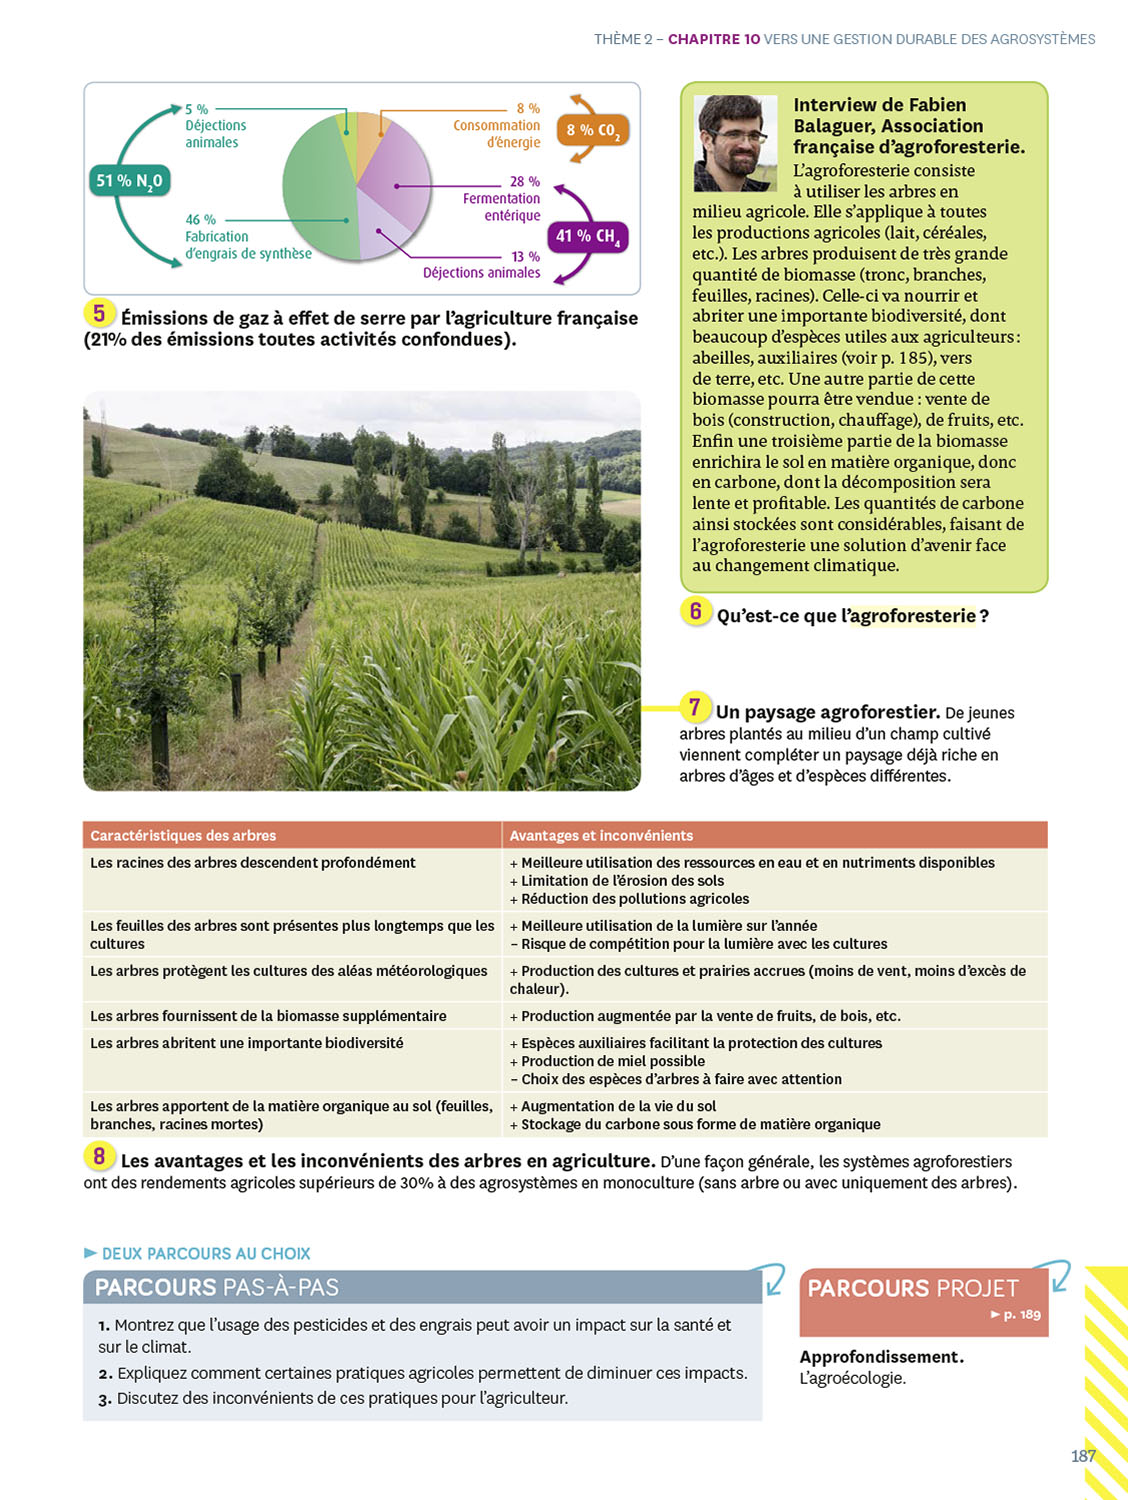 THÈME 2 – CHAPITRE 10 VERS UNE GESTION DURABLE DES AGROSYSTÈMES
5 %
Déjections
animales
51 % N2O
46 %
Fabrication
d'engrais de synthèse
8 %
Consommation
d'énergie
8 % CO2
28 %
Fermentation
entérique
41 % CH4
13 %
Déjections animales
5 Émissions de gaz à effet de serre par l'agriculture française
(21% des émissions toutes activités confondues).
Interview de Fabien
Balaguer, Association
française d'agroforesterie.
L'agroforesterie consiste
à utiliser les arbres en
milieu agricole. Elle s'applique à toutes
les productions agricoles (lait, céréales,
etc.). Les arbres produisent de très grande
quantité de biomasse (tronc, branches,
feuilles, racines). Celle-ci va nourrir et
abriter une importante biodiversité, dont
beaucoup d'espèces utiles aux agriculteurs :
abeilles, auxiliaires (voir p. 185), vers
de terre, etc. Une autre partie de cette
biomasse pourra être vendue : vente de
bois (construction, chauffage), de fruits, etc.
Enfin une troisième partie de la biomasse
enrichira le sol en matière organique, donc
en carbone, dont la décomposition sera
lente et profitable. Les quantités de carbone
ainsi stockées sont considérables, faisant de
l'agroforesterie une solution d'avenir face
au changement climatique.
6 Qu'est-ce que l'agroforesterie ?
7 Un paysage agroforestier. De jeunes
arbres plantés au milieu d'un champ cultivé
viennent compléter un paysage déjà riche en
arbres d'âges et d'espèces différentes.
Caractéristiques des arbres
Avantages et inconvénients
Les racines des arbres descendent profondément
+ Meilleure utilisation des ressources en eau et en nutriments disponibles
+ Limitation de l'érosion des sols
+ Réduction des pollutions agricoles
Les feuilles des arbres sont présentes plus longtemps que les
cultures
+ Meilleure utilisation de la lumière sur l'année
– Risque de compétition pour la lumière avec les cultures
Les arbres protègent les cultures des aléas météorologiques
+ Production des cultures et prairies accrues (moins de vent, moins d'excès de
chaleur).
Les arbres fournissent de la biomasse supplémentaire
+ Production augmentée par la vente de fruits, de bois, etc.
Les arbres abritent une importante biodiversité
+ Espèces auxiliaires facilitant la protection des cultures
+ Production de miel possible
– Choix des espèces d'arbres à faire avec attention
Les arbres apportent de la matière organique au sol (feuilles,
branches, racines mortes)
+ Augmentation de la vie du sol
+ Stockage du carbone sous forme de matière organique
8 Les avantages et les inconvénients des arbres en agriculture. D'une façon générale, les systèmes agroforestiers
ont des rendements agricoles supérieurs de 30% à des agrosystèmes en monoculture (sans arbre ou avec uniquement des arbres).
► DEUX PARCOURS AU CHOIX
PARCOURS PAS-À-PAS
1. Montrez que l'usage des pesticides et des engrais peut avoir un impact sur la santé et
sur le climat.
2. Expliquez comment certaines pratiques agricoles permettent de diminuer ces impacts.
3. Discutez des inconvénients de ces pratiques pour l'agriculteur.
PARCOURS PROJET
► p. 189
Approfondissement.
L'agroécologie.
187